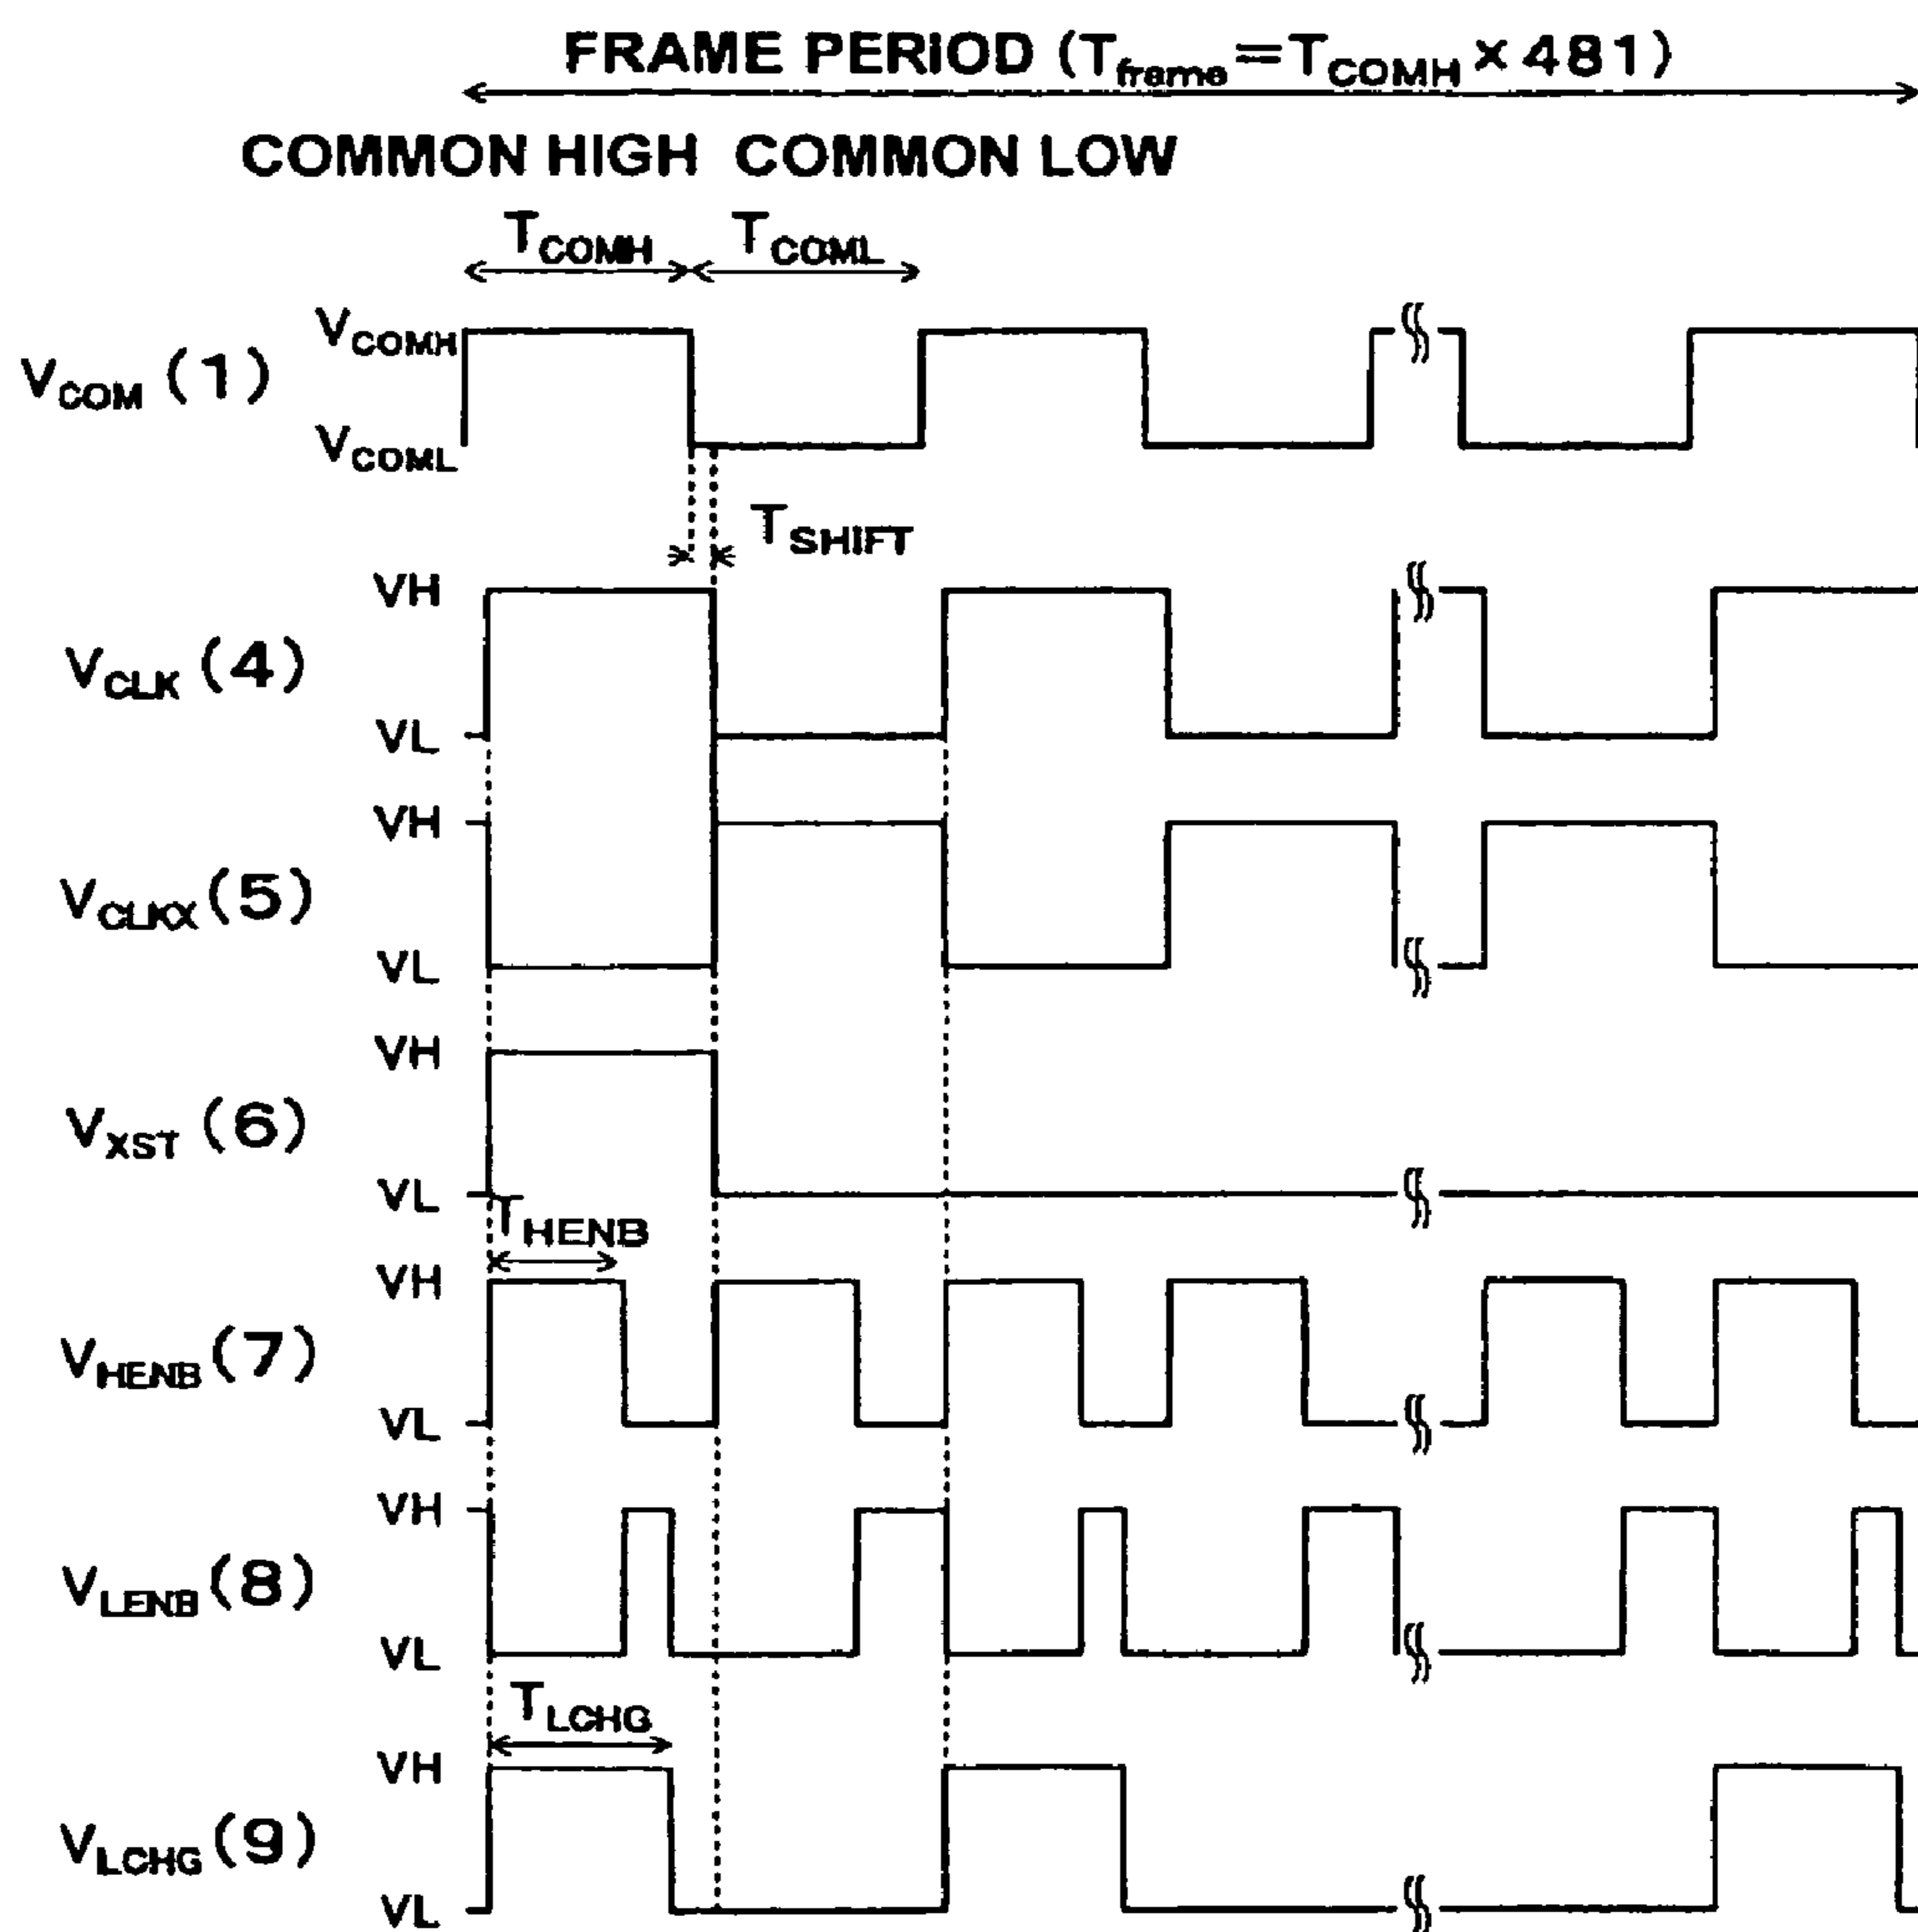 FRAME PERIOD (Tframe=TCOMH×481)
COMMON HIGH COMMON LOW
TCOMH TCOML
VCOM (1)
VCOMH
VCOML
TSHIFT
VCLK (4)
VH
VL
VCLKX (5)
VH
VL
VXST (6)
VH
VL
THENB
VHENB (7)
VH
VL
VLENB (8)
VH
VL
TLCHG
VLCHG (9)
VH
VL